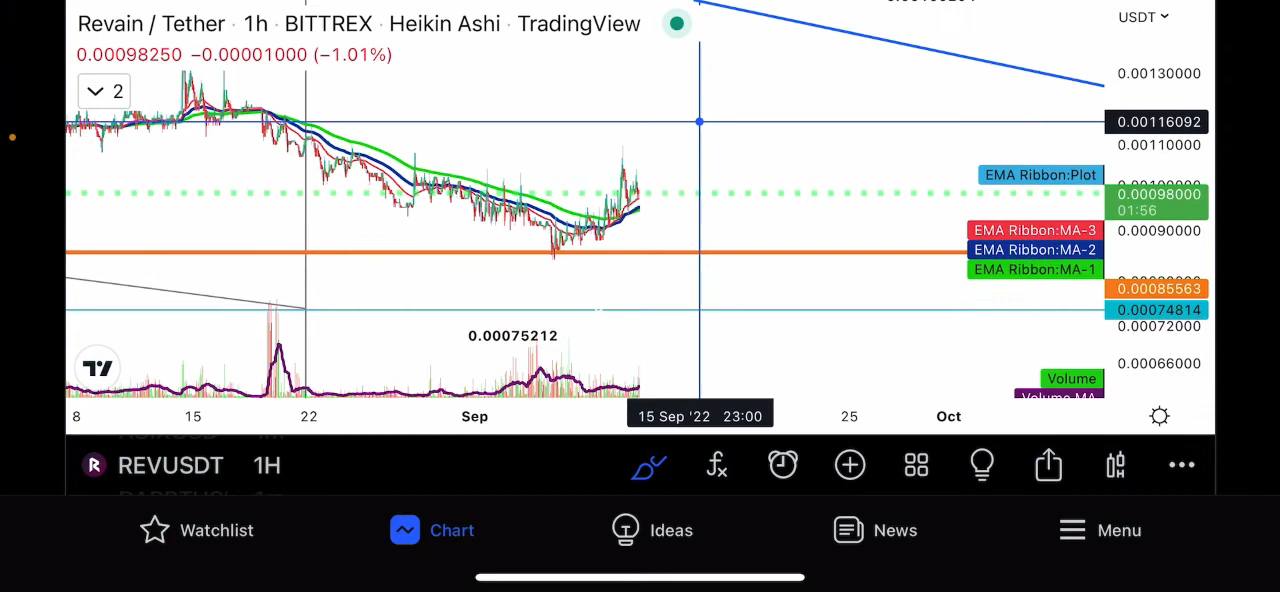 Revain / Tether · 1h · BITTREX · Heikin Ashi · TradingView
USDT
0.00098250 −0.00001000 (−1.01%)
0.00130000
2
0.00116092
0.00110000
EMA Ribbon:Plot
0.00098000
01:56
EMA Ribbon:MA-3
0.00090000
EMA Ribbon:MA-2
EMA Ribbon:MA-1
0.00085563
0.00074814
0.00072000
0.00075212
0.00066000
Volume
Volume MA
8 15 22 Sep 15 Sep '22 23:00 25 Oct
R REVUSDT 1H
Watchlist Chart Ideas News Menu